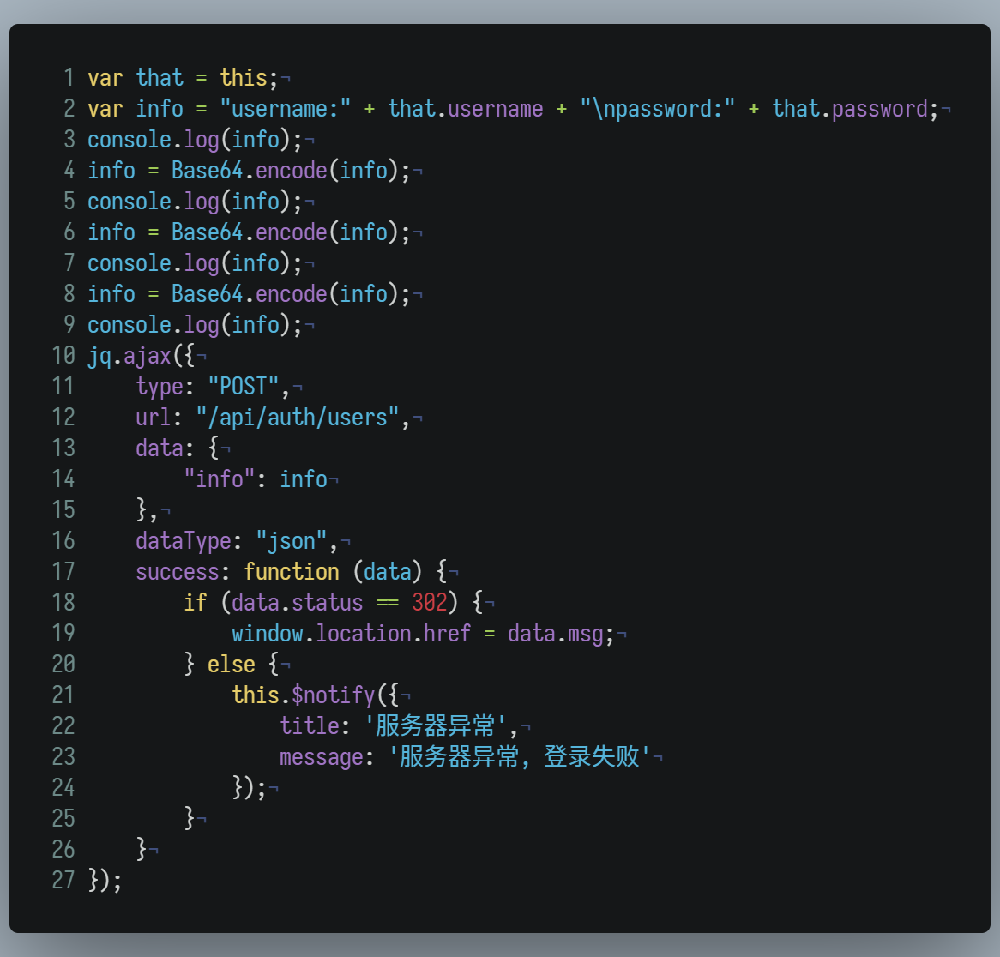 1 var that = this;¬
2 var info = "username:" + that.username + "\npassword:" + that.password;¬
3 console.log(info);¬
4 info = Base64.encode(info);¬
5 console.log(info);¬
6 info = Base64.encode(info);¬
7 console.log(info);¬
8 info = Base64.encode(info);¬
9 console.log(info);¬
10 jq.ajax({¬
11     type: "POST",¬
12     url: "/api/auth/users",¬
13     data: {¬
14         "info": info¬
15     },¬
16     dataType: "json",¬
17     success: function (data) {¬
18         if (data.status == 302) {¬
19             window.location.href = data.msg;¬
20         } else {¬
21             this.$notify({¬
22                 title: '服务器异常',¬
23                 message: '服务器异常, 登录失败'¬
24             });¬
25         }¬
26     }¬
27 });